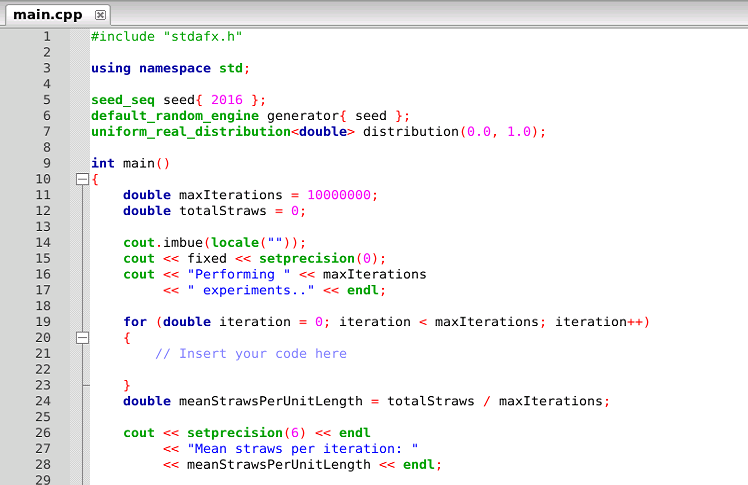 main.cpp
1 #include "stdafx.h"
2
3 using namespace std;
4
5 seed_seq seed{ 2016 };
6 default_random_engine generator{ seed };
7 uniform_real_distribution<double> distribution(0.0, 1.0);
8
9 int main()
10 {
11 double maxIterations = 10000000;
12 double totalStraws = 0;
13
14 cout.imbue(locale(""));
15 cout << fixed << setprecision(0);
16 cout << "Performing " << maxIterations
17 << " experiments.." << endl;
18
19 for (double iteration = 0; iteration < maxIterations; iteration++)
20 {
21 // Insert your code here
22
23 }
24 double meanStrawsPerUnitLength = totalStraws / maxIterations;
25
26 cout << setprecision(6) << endl
27 << "Mean straws per iteration: "
28 << meanStrawsPerUnitLength << endl;
29